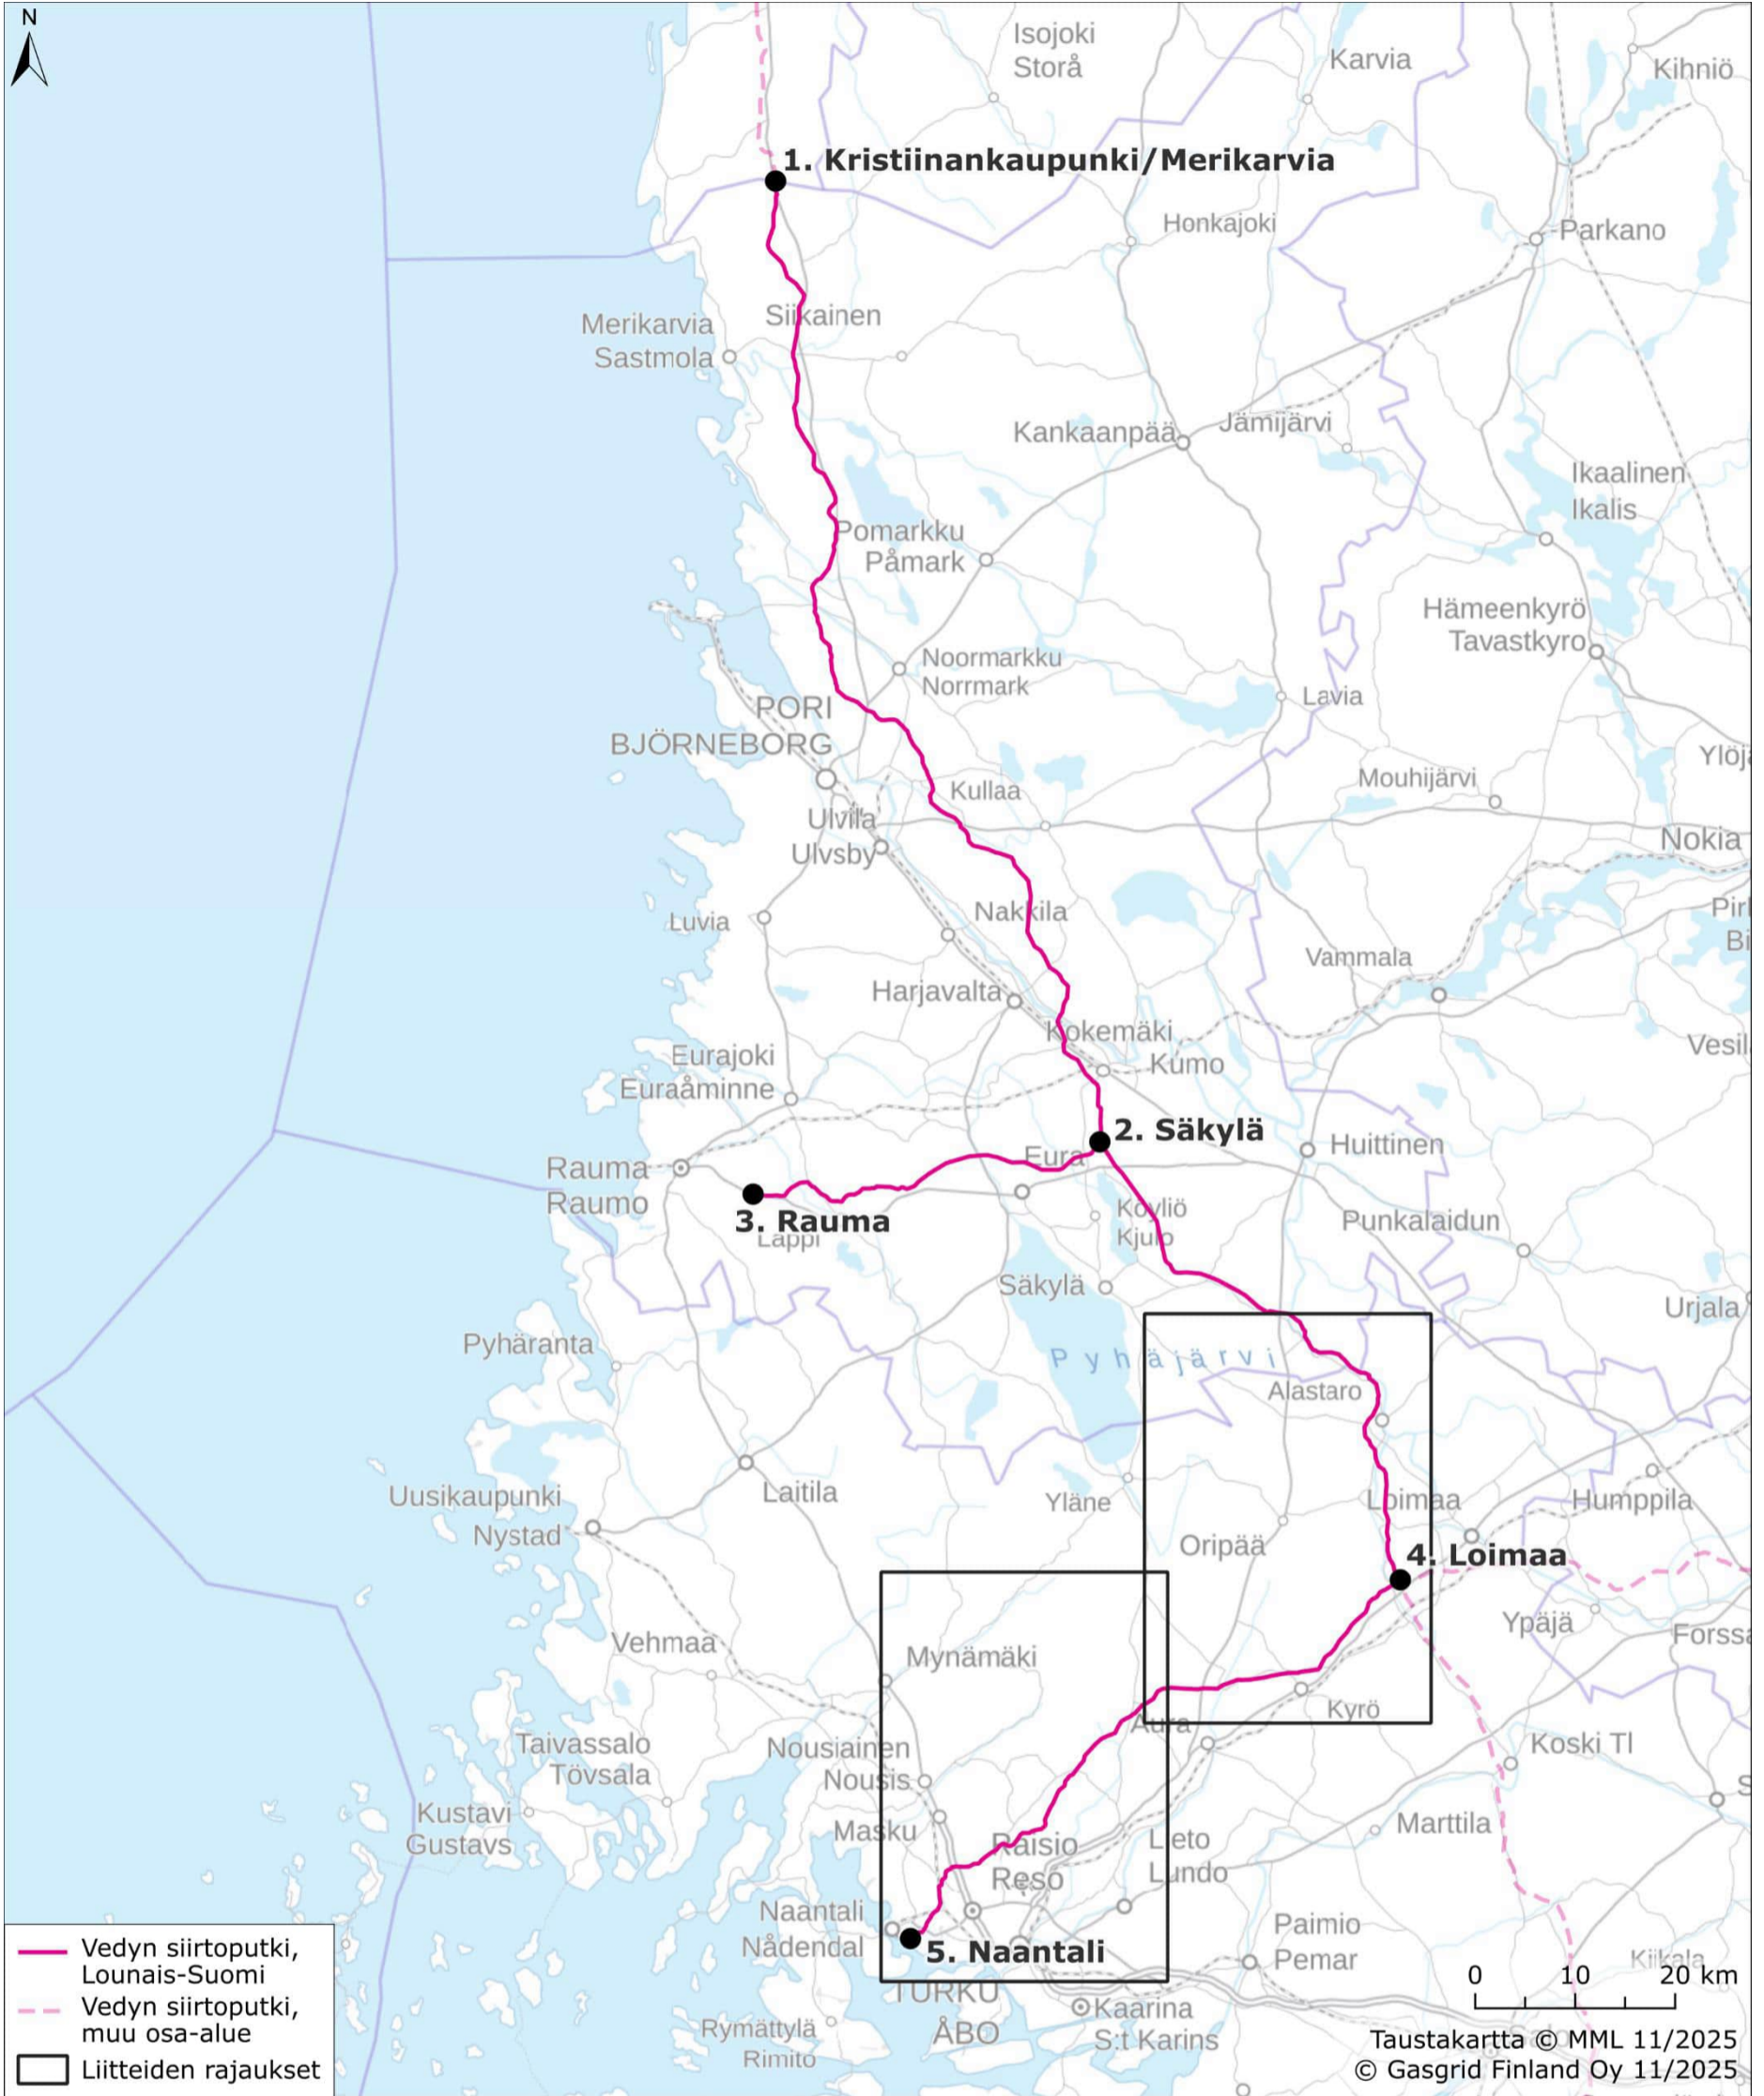 N
Isojoki
Storå
Karvia
Kihniö
1. Kristiinankaupunki/Merikarvia
Honkajoki
Parkano
Merikarvia
Sastmola
Siikainen
Kankaanpää
Jämijärvi
Ikaalinen
Ikalis
Pomarkku
Påmark
Hämeenkyrö
Tavastkyro
Noormarkku
Norrmark
Lavia
PORI
BJÖRNEBORG
Ylöj
Mouhijärvi
Kullaa
Ulvila
Ulvsby
Nokia
Nakkila
Luvia
Pirl
Bi
Vammala
Harjavalta
Kokemäki
Kumo
Vesil
Eurajoki
Euraåminne
2. Säkylä
Huittinen
Eura
Rauma
Raumo
3. Rauma
Lappi
Köyliö
Kjulo
Punkalaidun
Säkylä
Urjala
Pyhäranta
Pyhäjärvi
Alastaro
Uusikaupunki
Nystad
Laitila
Yläne
Loimaa
Humppila
Oripää
4. Loimaa
Ypäjä
Forssa
Vehmaa
Mynämäki
Kyrö
Aura
Koski Tl
Taivassalo
Tövsala
Nousiainen
Nousis
S
Kustavi
Gustavs
Masku
Raisio
Reso
Lieto
Lundo
Marttila
Naantali
Nådendal
5. Naantali
Paimio
Pemar
Kiikala
TURKU
ÅBO
Kaarina
S:t Karins
Rymättylä
Rimito
Vedyn siirtoputki,
Lounais-Suomi
Vedyn siirtoputki,
muu osa-alue
Liitteiden rajaukset
0 10 20 km
Taustakartta © MML 11/2025
© Gasgrid Finland Oy 11/2025